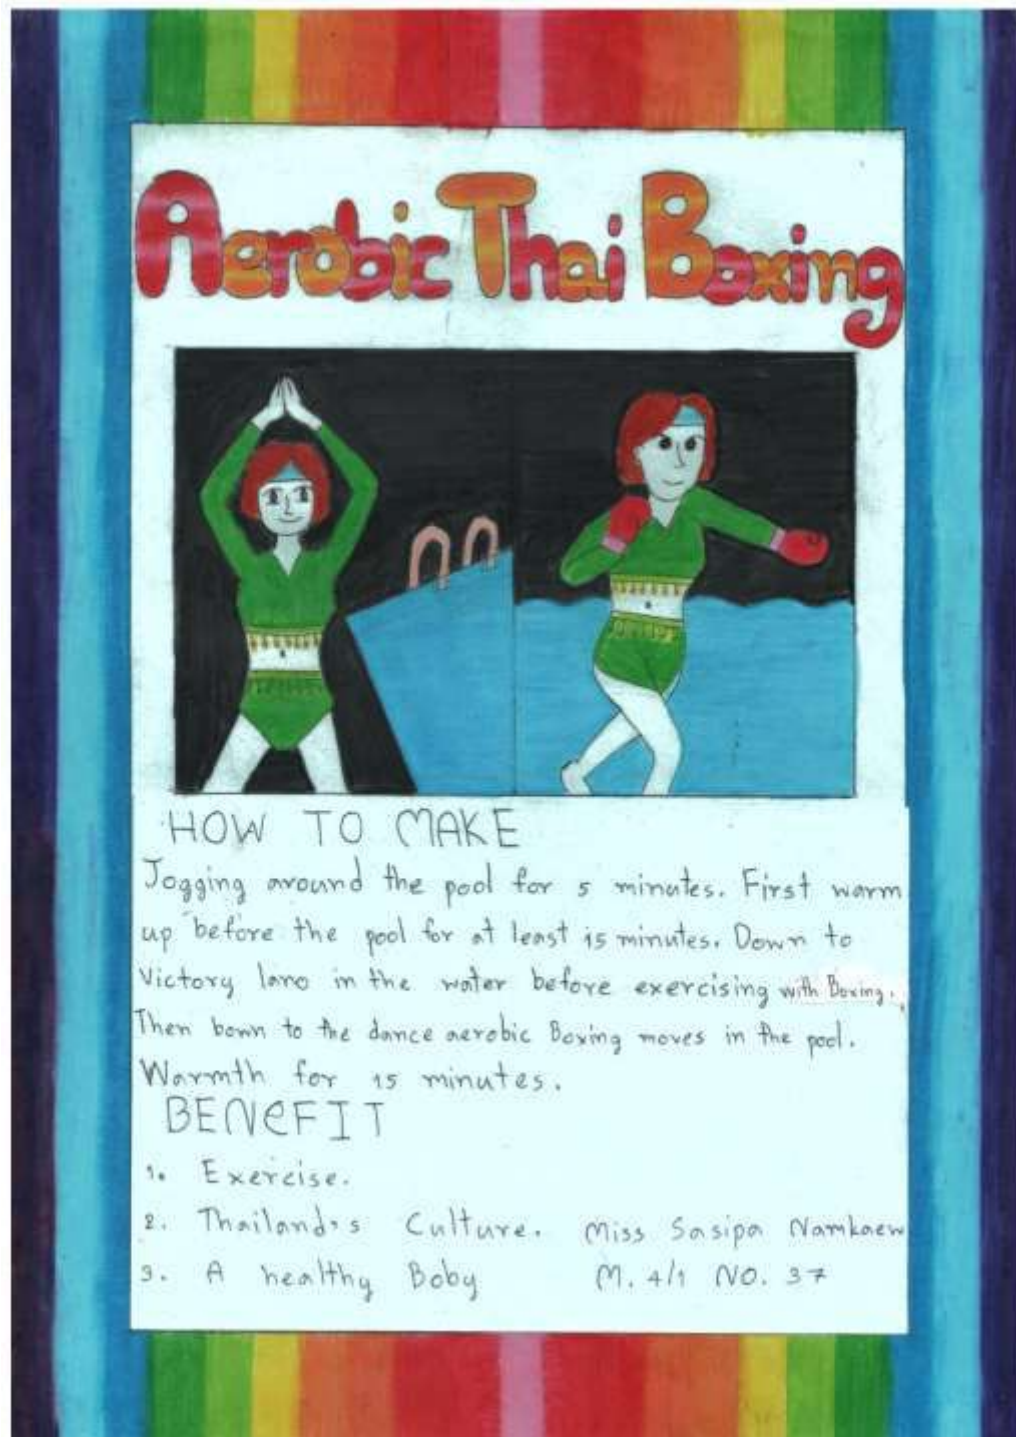 Aerobic Thai Boxing
HOW TO MAKE
Jogging around the pool for 5 minutes. First warm
up before the pool for at least 15 minutes. Down to
Victory lano in the water before exercising with Boxing.
Then bown to the dance aerobic Boxing moves in the pool.
Warmth for 15 minutes.
BENEFIT
1. Exercise.
2. Thailand's Culture. Miss Sasipa Namkaew
3. A healthy Boby M. 4/1 NO. 37